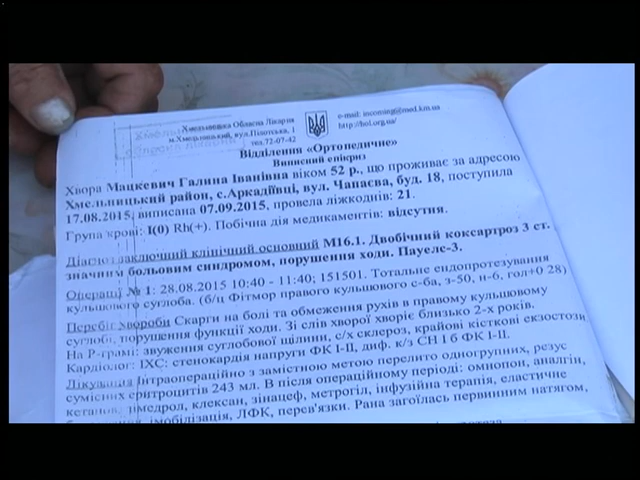 Хмельницька Обласна Лікарня
м.Хмельницький, вул.Пілотська, 1
тел.72-07-42
e-mail: incoming@med.km.ua
http://hol.org.ua/
Відділення «Ортопедичне»
Виписний епікриз
Хвора Мацкевич Галина Іванівна віком 52 р., що проживає за адресою
Хмельницький район, с.Аркадіївці, вул. Чапаєва, буд. 18, поступила
17.08.2015, виписана 07.09.2015, провела ліжкоднів: 21.
Група крові: I(0) Rh(+). Побічна дія медикаментів: відсутня.
Діагноз заключний клінічний основний М16.1. Двобічний коксартроз 3 ст.
значним больовим синдромом, порушення ходи. Пауелс-3.
Операції № 1: 28.08.2015 10:40 - 11:40; 151501. Тотальне ендопротезування
кульшового суглоба. (б/ц Фітмор правого кульшового с-ба, з-50, н-6, гол+0 28)
Перебіг хвороби Скарги на болі та обмеження рухів в правому кульшовому
суглобі, порушення функції ходи. Зі слів хворої хворіє близько 2-х років.
На Р-грамі: звуження суглобової щілини, с/х склероз, крайові кісткові екзостози
Кардіолог: ІХС: стенокардія напруги ФК І-ІІ, диф. к/з СН 1 б ФК І-ІІ.
Лікування Інтраопераційно з замістною метою перелито одногрупних, резус
сумісних еритроцитів 243 мл. В після операційному періоді: омнопон, аналгін,
кетанов, димедрол, клексан, зінацеф, метрогіл, інфузійна терапія, еластичне
імобілізація, ЛФК, перев'язки. Рана загоїлась первинним натягом,